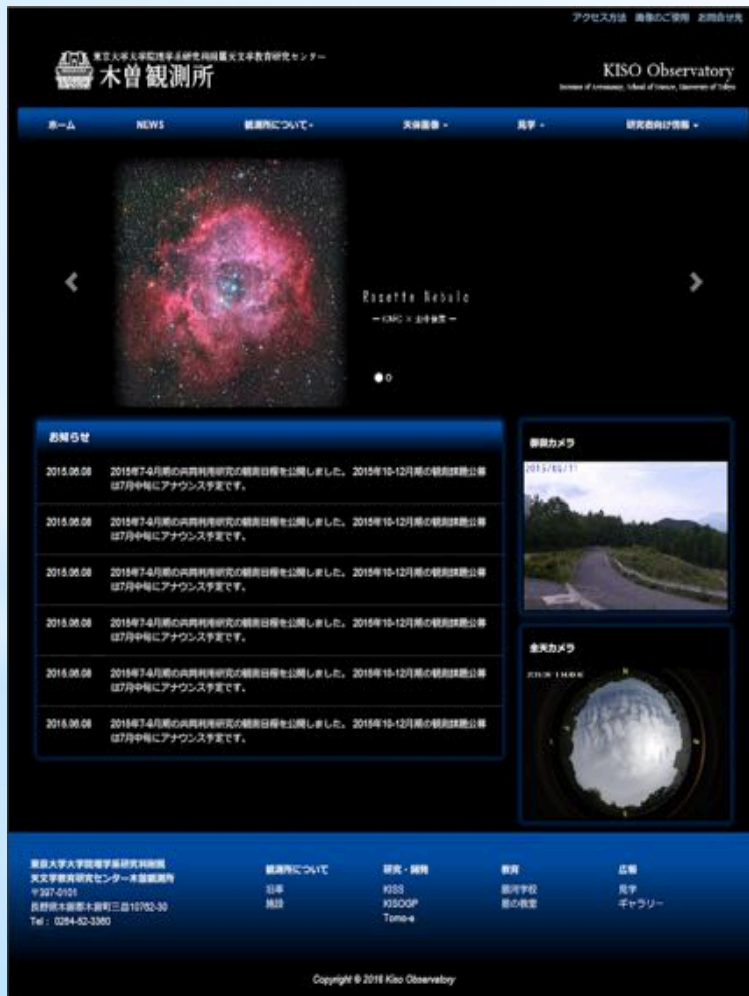 アクセス方法 画像のご使用 お問合せ先
東京大学大学院理学系研究科附属天文学教育研究センター
木曽観測所
KISO Observatory
Institute of Astronomy, School of Science, University of Tokyo
ホーム NEWS 観測所について 天体画像 見学 研究者向け情報
Rosette Nebula
お知らせ
2015.06.08 2015年7-9月期の共同利用研究の観測日程を公開しました。 2015年10-12月期の観測課題公募
は7月中旬にアナウンス予定です。
2015.06.08 2015年7-9月期の共同利用研究の観測日程を公開しました。 2015年10-12月期の観測課題公募
は7月中旬にアナウンス予定です。
2015.06.08 2015年7-9月期の共同利用研究の観測日程を公開しました。 2015年10-12月期の観測課題公募
は7月中旬にアナウンス予定です。
2015.06.08 2015年7-9月期の共同利用研究の観測日程を公開しました。 2015年10-12月期の観測課題公募
は7月中旬にアナウンス予定です。
2015.06.08 2015年7-9月期の共同利用研究の観測日程を公開しました。 2015年10-12月期の観測課題公募
は7月中旬にアナウンス予定です。
2015.06.08 2015年7-9月期の共同利用研究の観測日程を公開しました。 2015年10-12月期の観測課題公募
は7月中旬にアナウンス予定です。
御嶽カメラ
全天カメラ
東京大学大学院理学系研究科附属
天文学教育研究センター木曽観測所
〒397-0101
長野県木曽郡木曽町三岳10762-30
Tel : 0264-52-3360
観測所について
沿革
施設
研究・開発
KISS
KISOGP
Tomo-e
教育
銀河学校
星の教室
広報
見学
ギャラリー
Copyright © 2015 Kiso Observatory